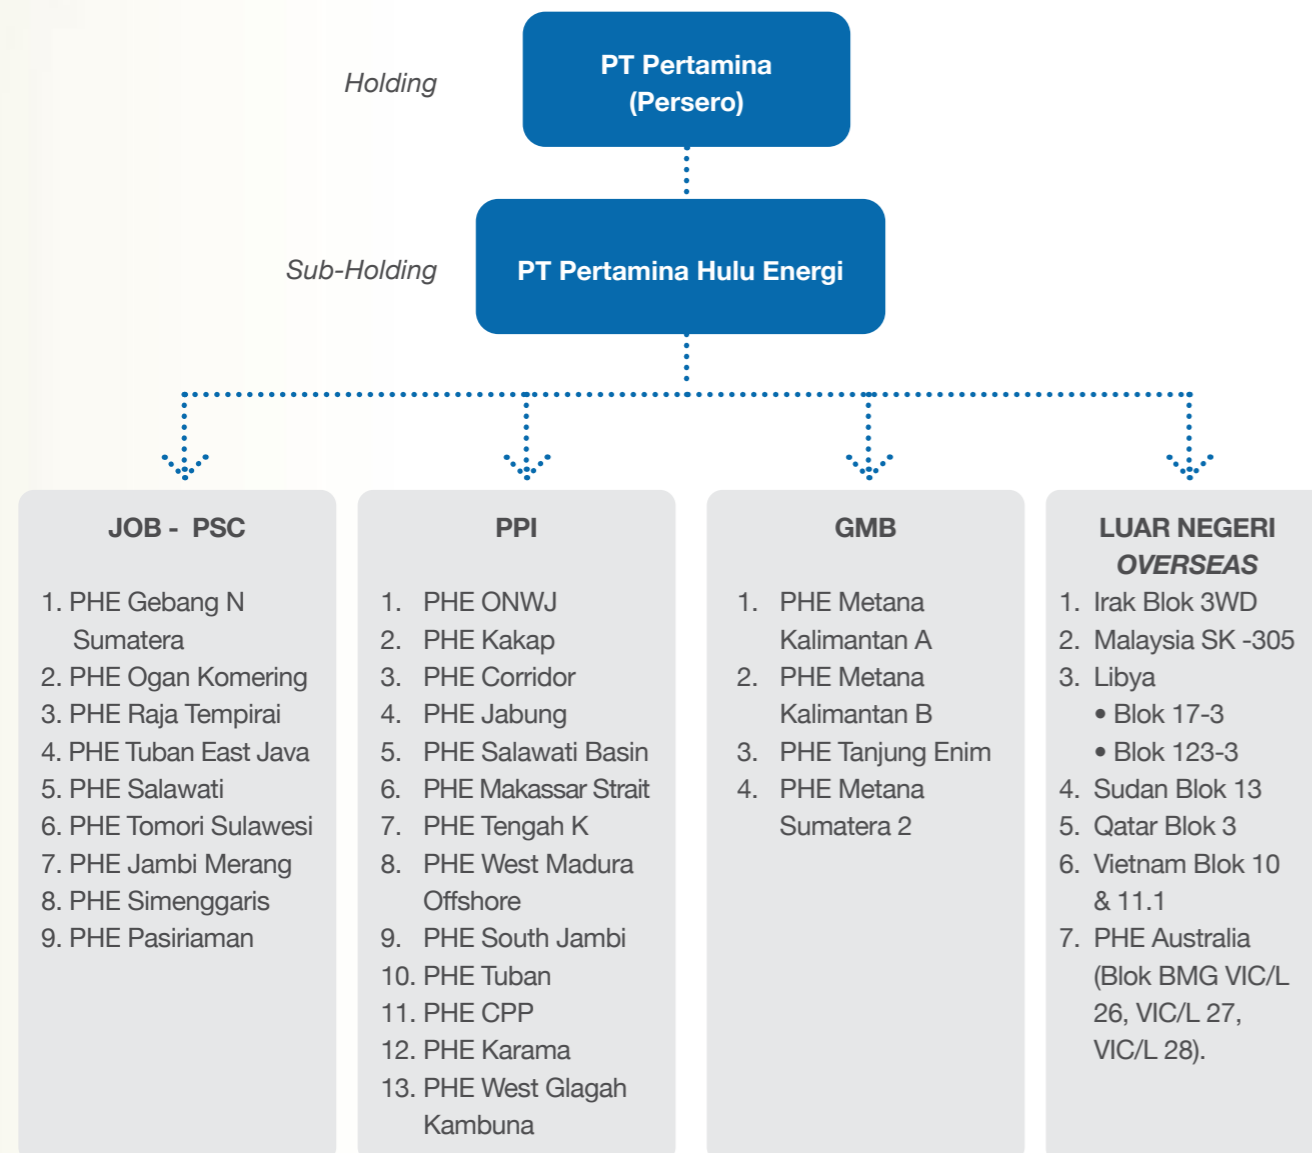 Holding
PT Pertamina
(Persero)
Sub-Holding
PT Pertamina Hulu Energi
JOB - PSC
1. PHE Gebang N
Sumatera
2. PHE Ogan Komering
3. PHE Raja Tempirai
4. PHE Tuban East Java
5. PHE Salawati
6. PHE Tomori Sulawesi
7. PHE Jambi Merang
8. PHE Simenggaris
9. PHE Pasiriaman
PPI
1. PHE ONWJ
2. PHE Kakap
3. PHE Corridor
4. PHE Jabung
5. PHE Salawati Basin
6. PHE Makassar Strait
7. PHE Tengah K
8. PHE West Madura
Offshore
9. PHE South Jambi
10. PHE Tuban
11. PHE CPP
12. PHE Karama
13. PHE West Glagah
Kambuna
GMB
1. PHE Metana
Kalimantan A
2. PHE Metana
Kalimantan B
3. PHE Tanjung Enim
4. PHE Metana
Sumatera 2
LUAR NEGERI
OVERSEAS
1. Irak Blok 3WD
2. Malaysia SK -305
3. Libya
• Blok 17-3
• Blok 123-3
4. Sudan Blok 13
5. Qatar Blok 3
6. Vietnam Blok 10
& 11.1
7. PHE Australia
(Blok BMG VIC/L
26, VIC/L 27,
VIC/L 28).